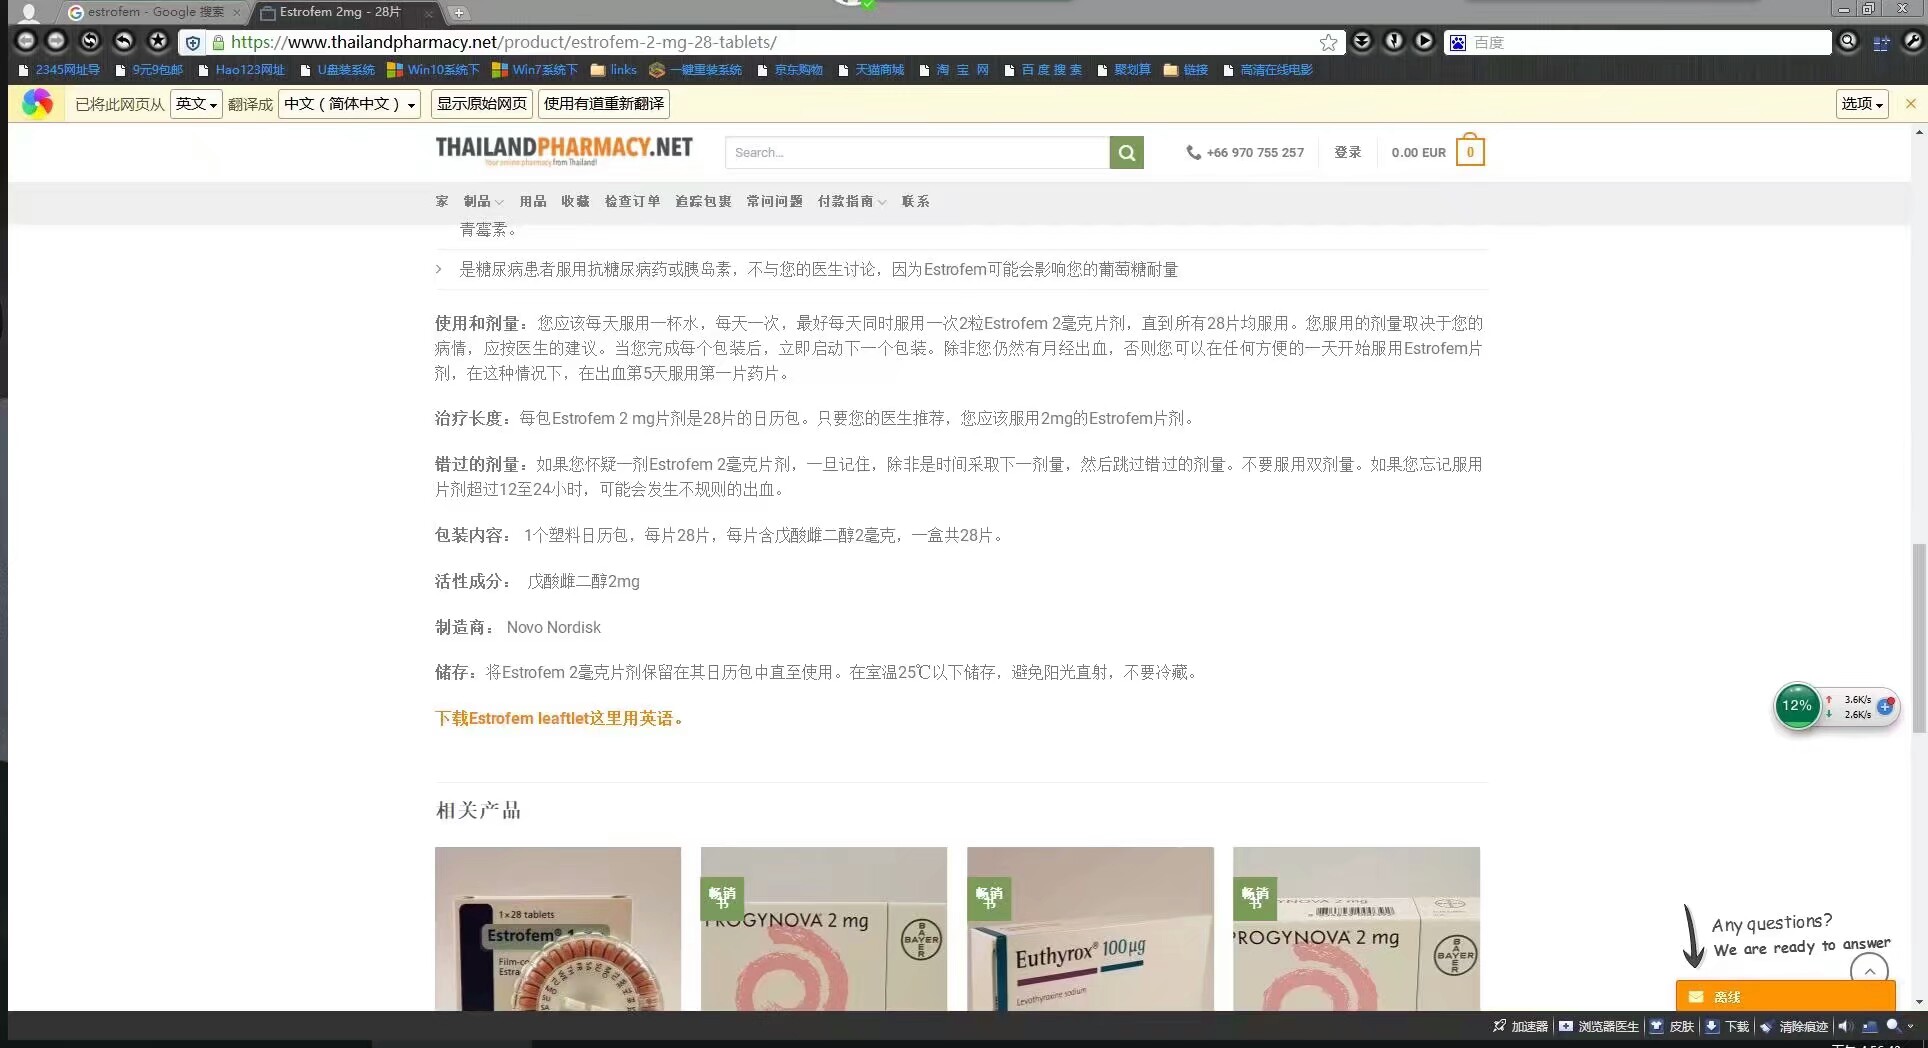 estrofem - Google 搜索
Estrofem 2mg - 28片
https://www.thailandpharmacy.net/product/estrofem-2-mg-28-tablets/
百度
2345网址导
9元9包邮
Hao123网址
U盘装系统
Win10系统下
Win7系统下
links
一键重装系统
京东购物
天猫商城
淘 宝 网
百 度 搜 索
聚划算
链接
高清在线电影
已将此网页从 英文 翻译成 中文（简体中文） 显示原始网页 使用有道重新翻译 选项
THAILANDPHARMACY.NET
Your online pharmacy from Thailand!
Search...
+66 970 755 257
登录
0.00 EUR 0
家 制品 用品 收藏 检查订单 追踪包裹 常问问题 付款指南 联系
青霉素。
是糖尿病患者服用抗糖尿病药或胰岛素，不与您的医生讨论，因为Estrofem可能会影响您的葡萄糖耐量
使用和剂量：您应该每天服用一杯水，每天一次，最好每天同时服用一次2粒Estrofem 2毫克片剂，直到所有28片均服用。您服用的剂量取决于您的
病情，应按医生的建议。当您完成每个包装后，立即启动下一个包装。除非您仍然有月经出血，否则您可以在任何方便的一天开始服用Estrofem片
剂，在这种情况下，在出血第5天服用第一片药片。
治疗长度：每包Estrofem 2 mg片剂是28片的日历包。只要您的医生推荐，您应该服用2mg的Estrofem片剂。
错过的剂量：如果您怀疑一剂Estrofem 2毫克片剂，一旦记住，除非是时间采取下一剂量，然后跳过错过的剂量。不要服用双剂量。如果您忘记服用
片剂超过12至24小时，可能会发生不规则的出血。
包装内容： 1个塑料日历包，每片28片，每片含戊酸雌二醇2毫克，一盒共28片。
活性成分： 戊酸雌二醇2mg
制造商： Novo Nordisk
储存：将Estrofem 2毫克片剂保留在其日历包中直至使用。在室温25℃以下储存，避免阳光直射，不要冷藏。
下载Estrofem leaftlet这里用英语。
12%
3.6K/s
2.6K/s
相关产品
1×28 tablets
Estrofem®
Film-co
Estra
畅销书
PROGYNOVA 2 mg
BAYER
BAYER
畅销书
Euthyrox® 100µg
Levothyroxine sodium
畅销书
PROGYNOVA 2 mg
BAYER
BAYER
Any questions?
We are ready to answer
离线
加速器 浏览器医生 皮肤 下载 清除痕迹